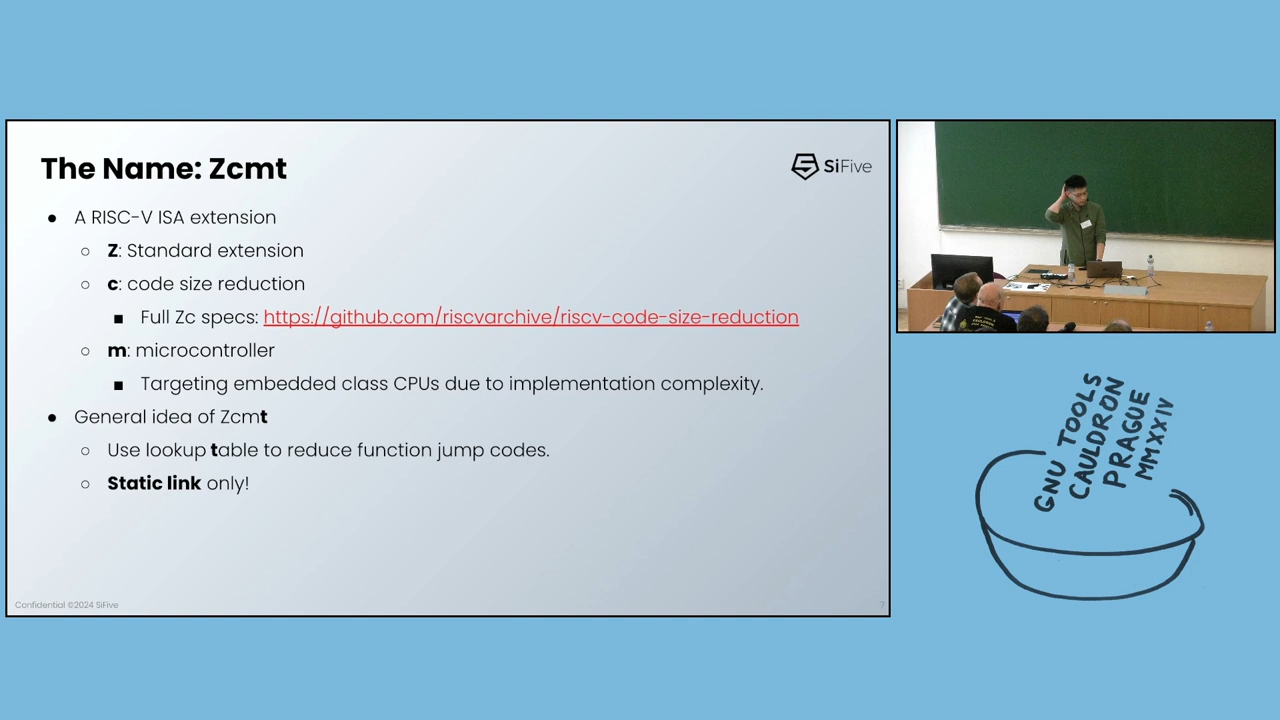 The Name: Zcmt
SiFive
● A RISC-V ISA extension
○ Z: Standard extension
○ c: code size reduction
■ Full Zc specs: https://github.com/riscvarchive/riscv-code-size-reduction
○ m: microcontroller
■ Targeting embedded class CPUs due to implementation complexity.
● General idea of Zcmt
○ Use lookup table to reduce function jump codes.
○ Static link only!
Confidential ©2024 SiFive
7
GNU TOOLS
CAULDRON
PRAGUE
MMXXIV